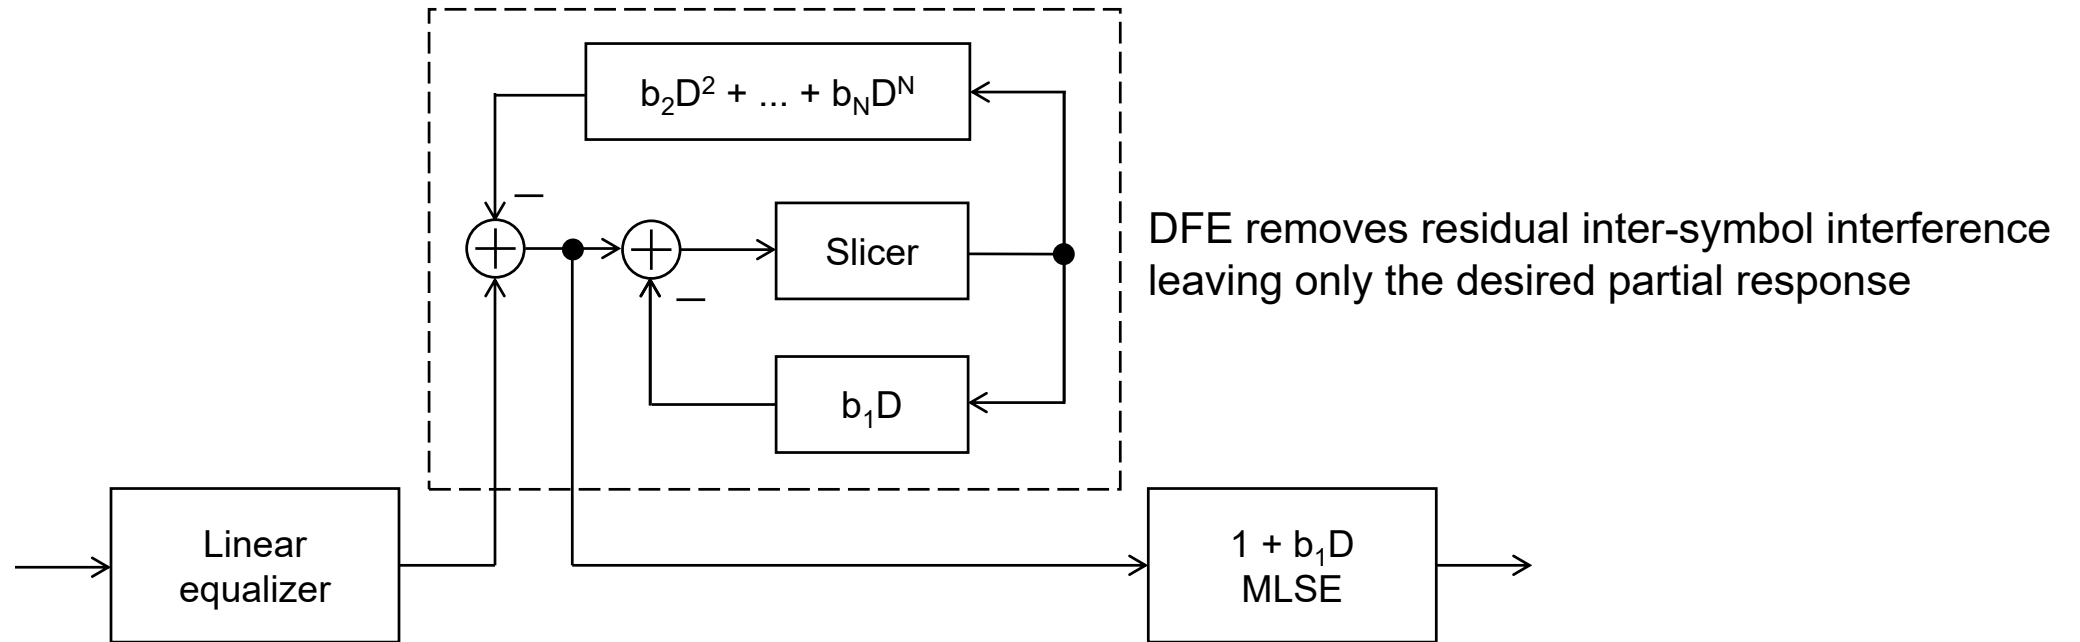 b₂D² + ... + b_ND^N
—
Slicer
—
b₁D
DFE removes residual inter-symbol interference
leaving only the desired partial response
Linear
equalizer
1 + b₁D
MLSE